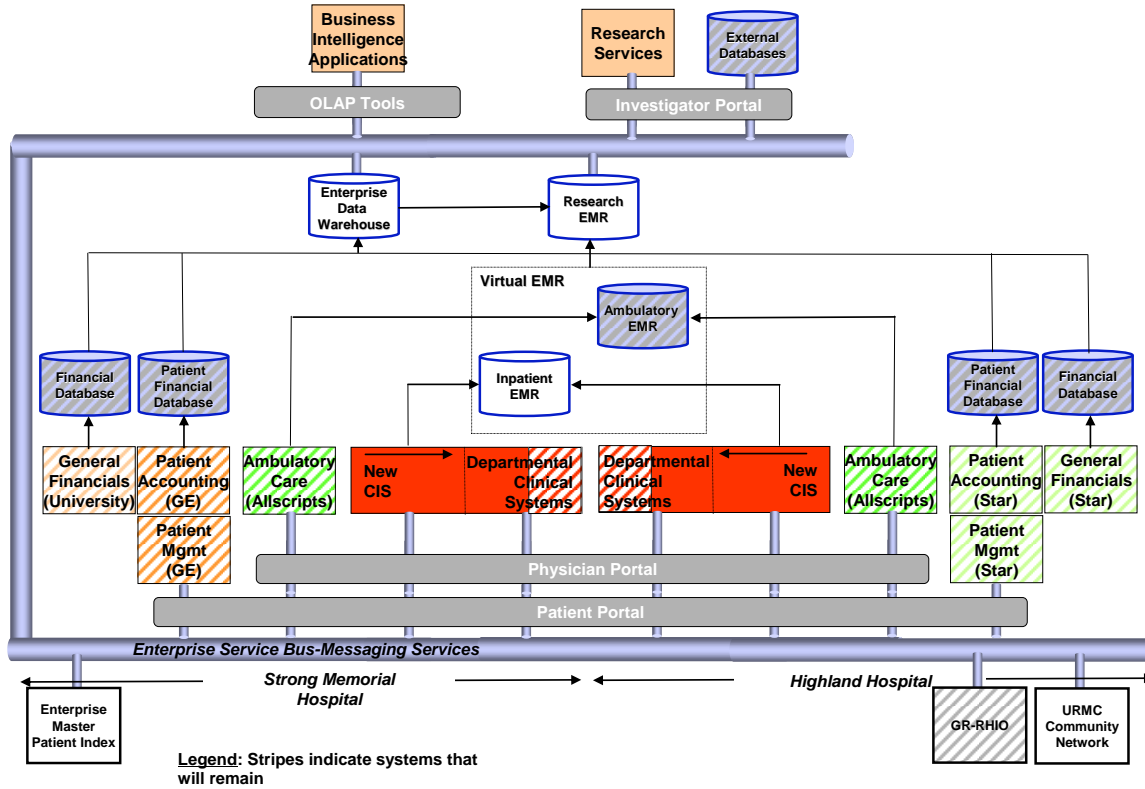 Business
Intelligence
Applications
Research
Services
External
Databases
OLAP Tools
Investigator Portal
Enterprise
Data
Warehouse
Research
EMR
Virtual EMR
Ambulatory
EMR
Inpatient
EMR
Financial
Database
Patient
Financial
Database
Patient
Financial
Database
Financial
Database
General
Financials
(University)
Patient
Accounting
(GE)
Ambulatory
Care
(Allscripts)
New
CIS
Departmental
Clinical
Systems
Departmental
Clinical
Systems
New
CIS
Ambulatory
Care
(Allscripts)
Patient
Accounting
(Star)
General
Financials
(Star)
Patient
Mgmt
(GE)
Patient
Mgmt
(Star)
Physician Portal
Patient Portal
Enterprise Service Bus-Messaging Services
Strong Memorial
Hospital
Highland Hospital
Enterprise
Master
Patient Index
GR-RHIO
URMC
Community
Network
Legend: Stripes indicate systems that
will remain